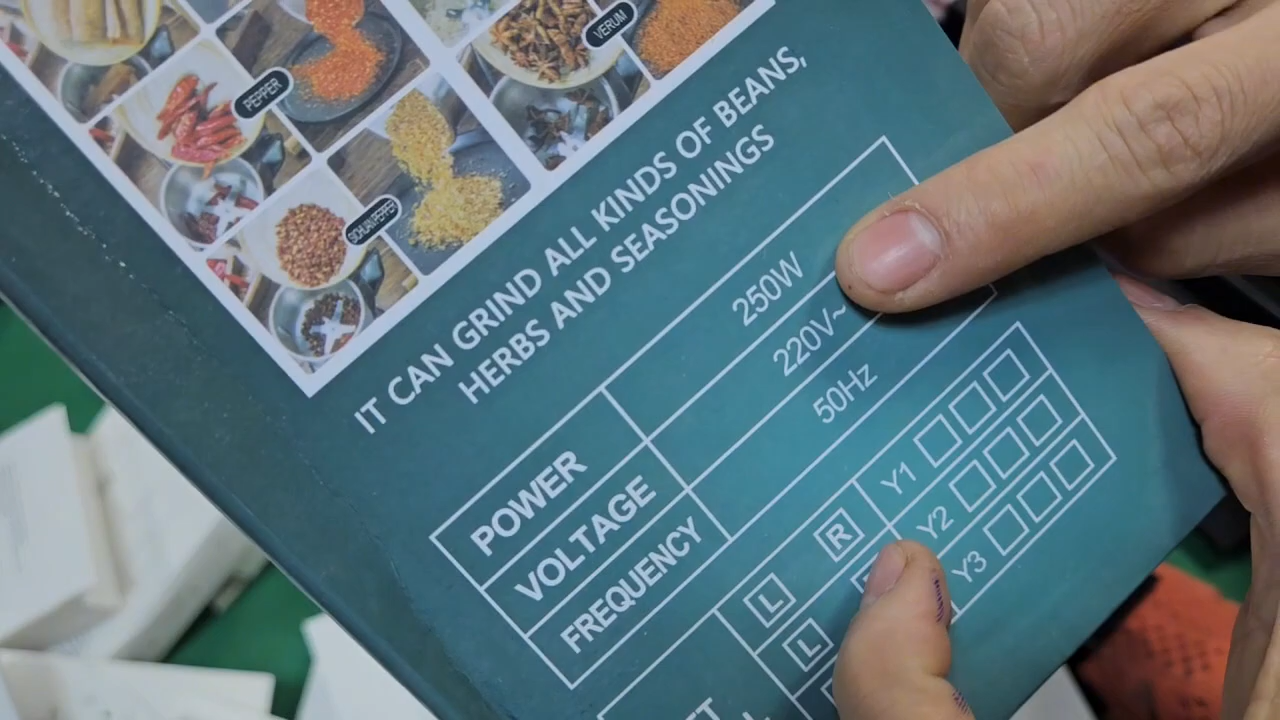 VERUM
PEPPER
SICHUANPEPPER
IT CAN GRIND ALL KINDS OF BEANS,
HERBS AND SEASONINGS
POWER 250W
VOLTAGE 220V~
FREQUENCY 50Hz
L R Y1
L Y2
Y3